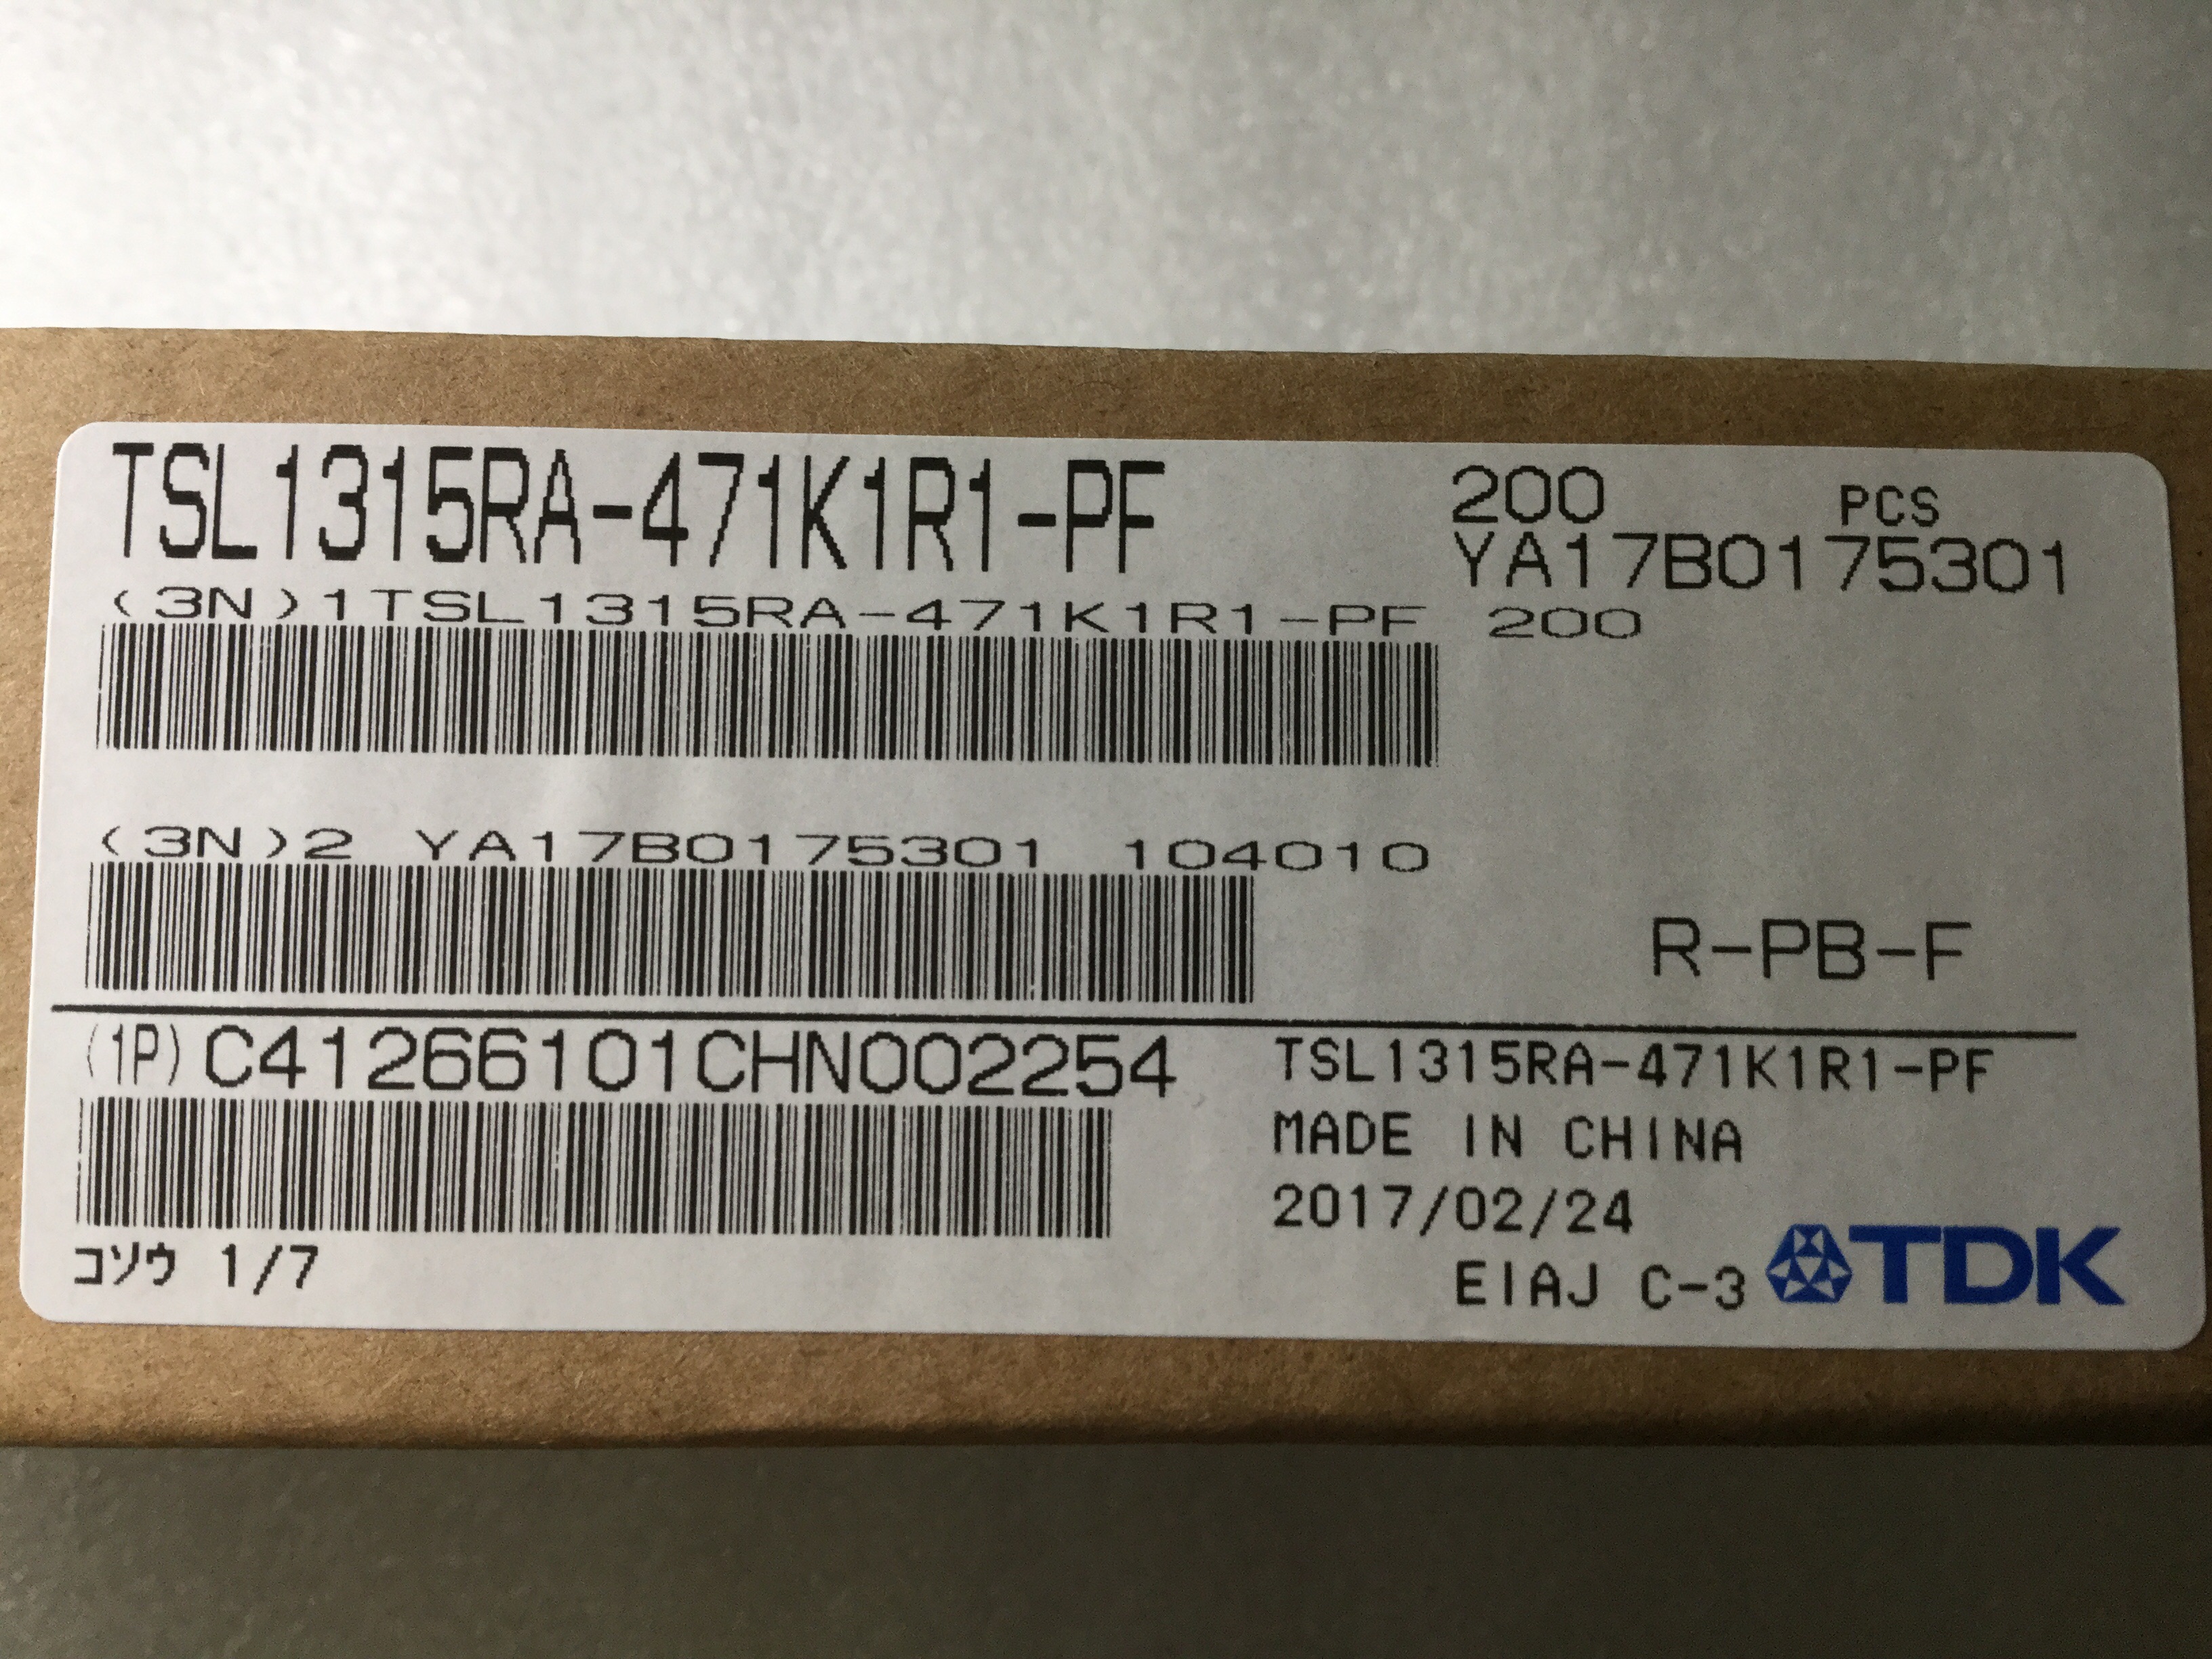 TSL1315RA-471K1R1-PF
200 PCS
YA17B0175301
(3N)1TSL1315RA-471K1R1-PF 200
(3N)2 YA17B0175301 104010
R-PB-F
(1P) C41266101CHN002254
TSL1315RA-471K1R1-PF
MADE IN CHINA
2017/02/24
コソウ 1/7
EIAJ C-3 TDK